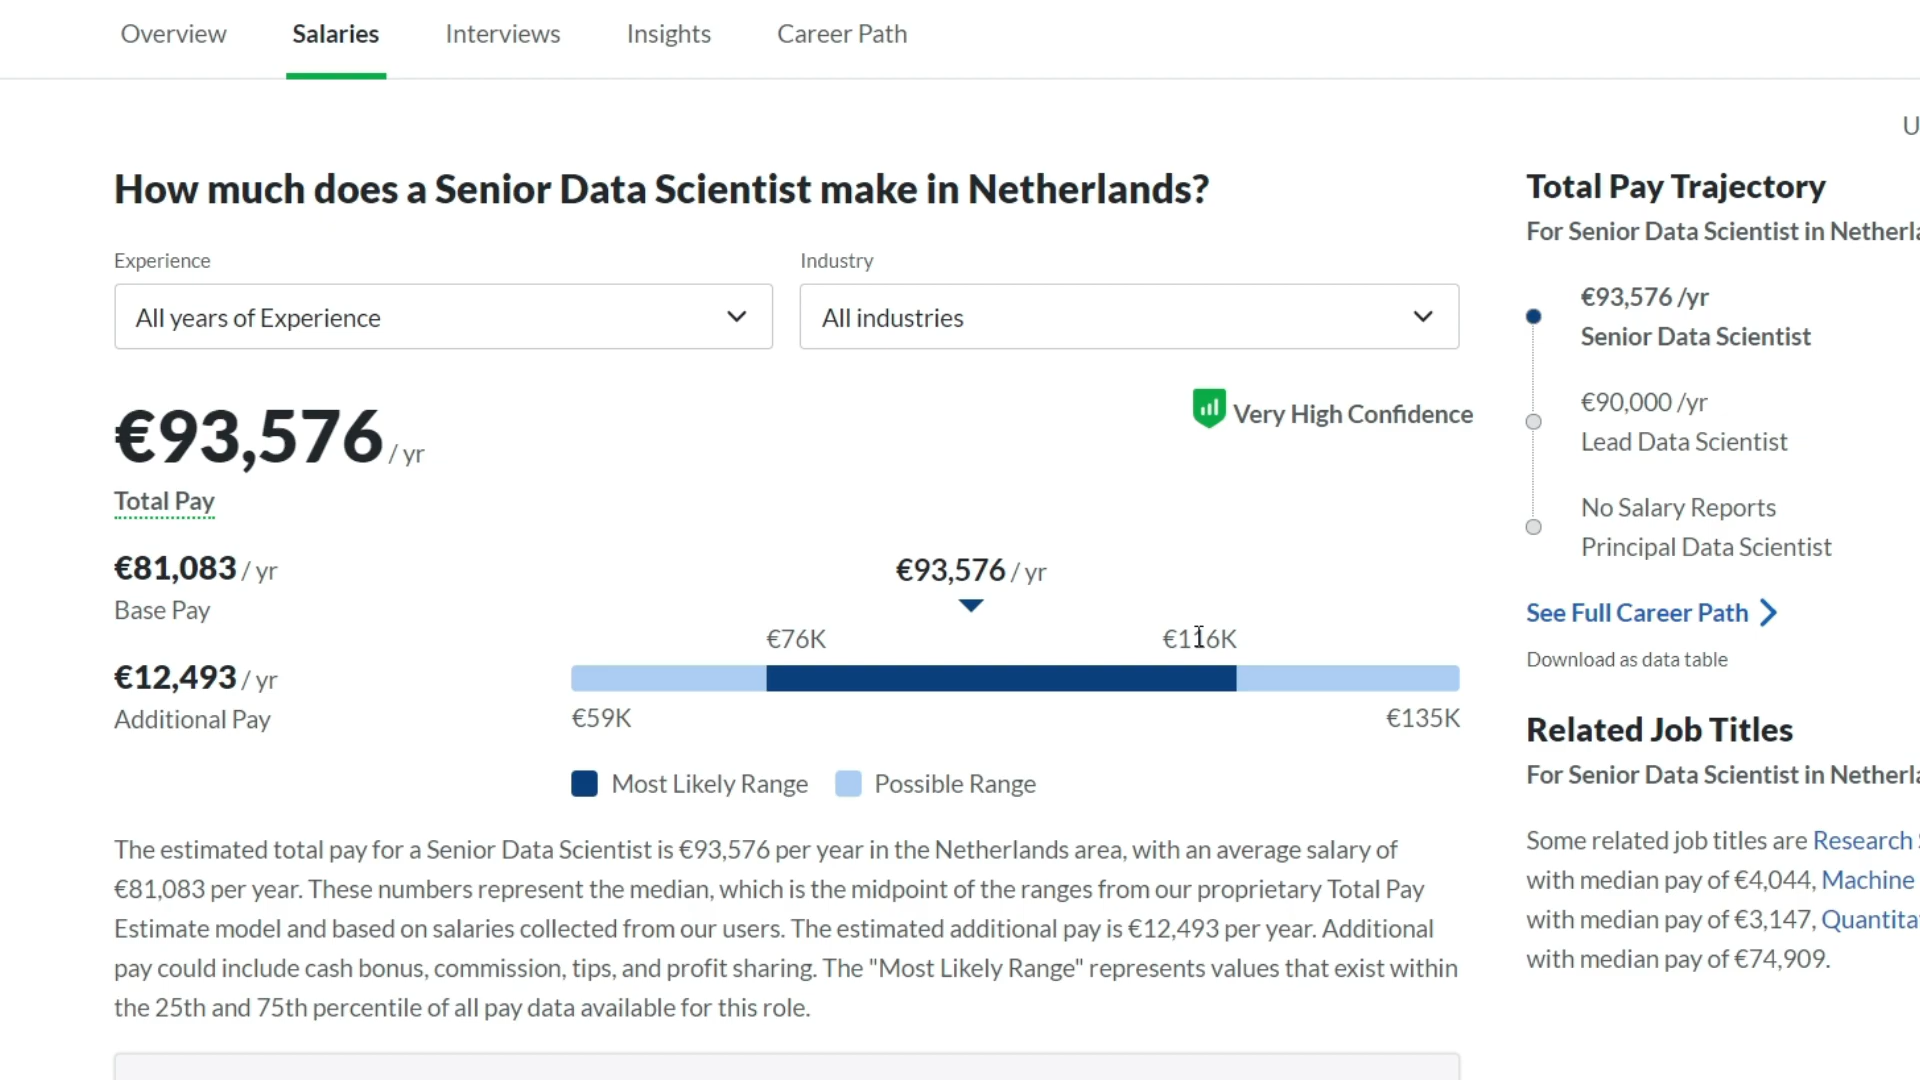 Overview Salaries Interviews Insights Career Path
U
How much does a Senior Data Scientist make in Netherlands?
Experience
All years of Experience
Industry
All industries
€93,576 / yr
Total Pay
Very High Confidence
€81,083 / yr
Base Pay
€12,493 / yr
Additional Pay
€93,576 / yr
€76K €116K
€59K €135K
Most Likely Range Possible Range
The estimated total pay for a Senior Data Scientist is €93,576 per year in the Netherlands area, with an average salary of
€81,083 per year. These numbers represent the median, which is the midpoint of the ranges from our proprietary Total Pay
Estimate model and based on salaries collected from our users. The estimated additional pay is €12,493 per year. Additional
pay could include cash bonus, commission, tips, and profit sharing. The "Most Likely Range" represents values that exist within
the 25th and 75th percentile of all pay data available for this role.
Total Pay Trajectory
For Senior Data Scientist in Netherla
€93,576 /yr
Senior Data Scientist
€90,000 /yr
Lead Data Scientist
No Salary Reports
Principal Data Scientist
See Full Career Path
Download as data table
Related Job Titles
For Senior Data Scientist in Netherla
Some related job titles are Research
with median pay of €4,044, Machine
with median pay of €3,147, Quantita
with median pay of €74,909.